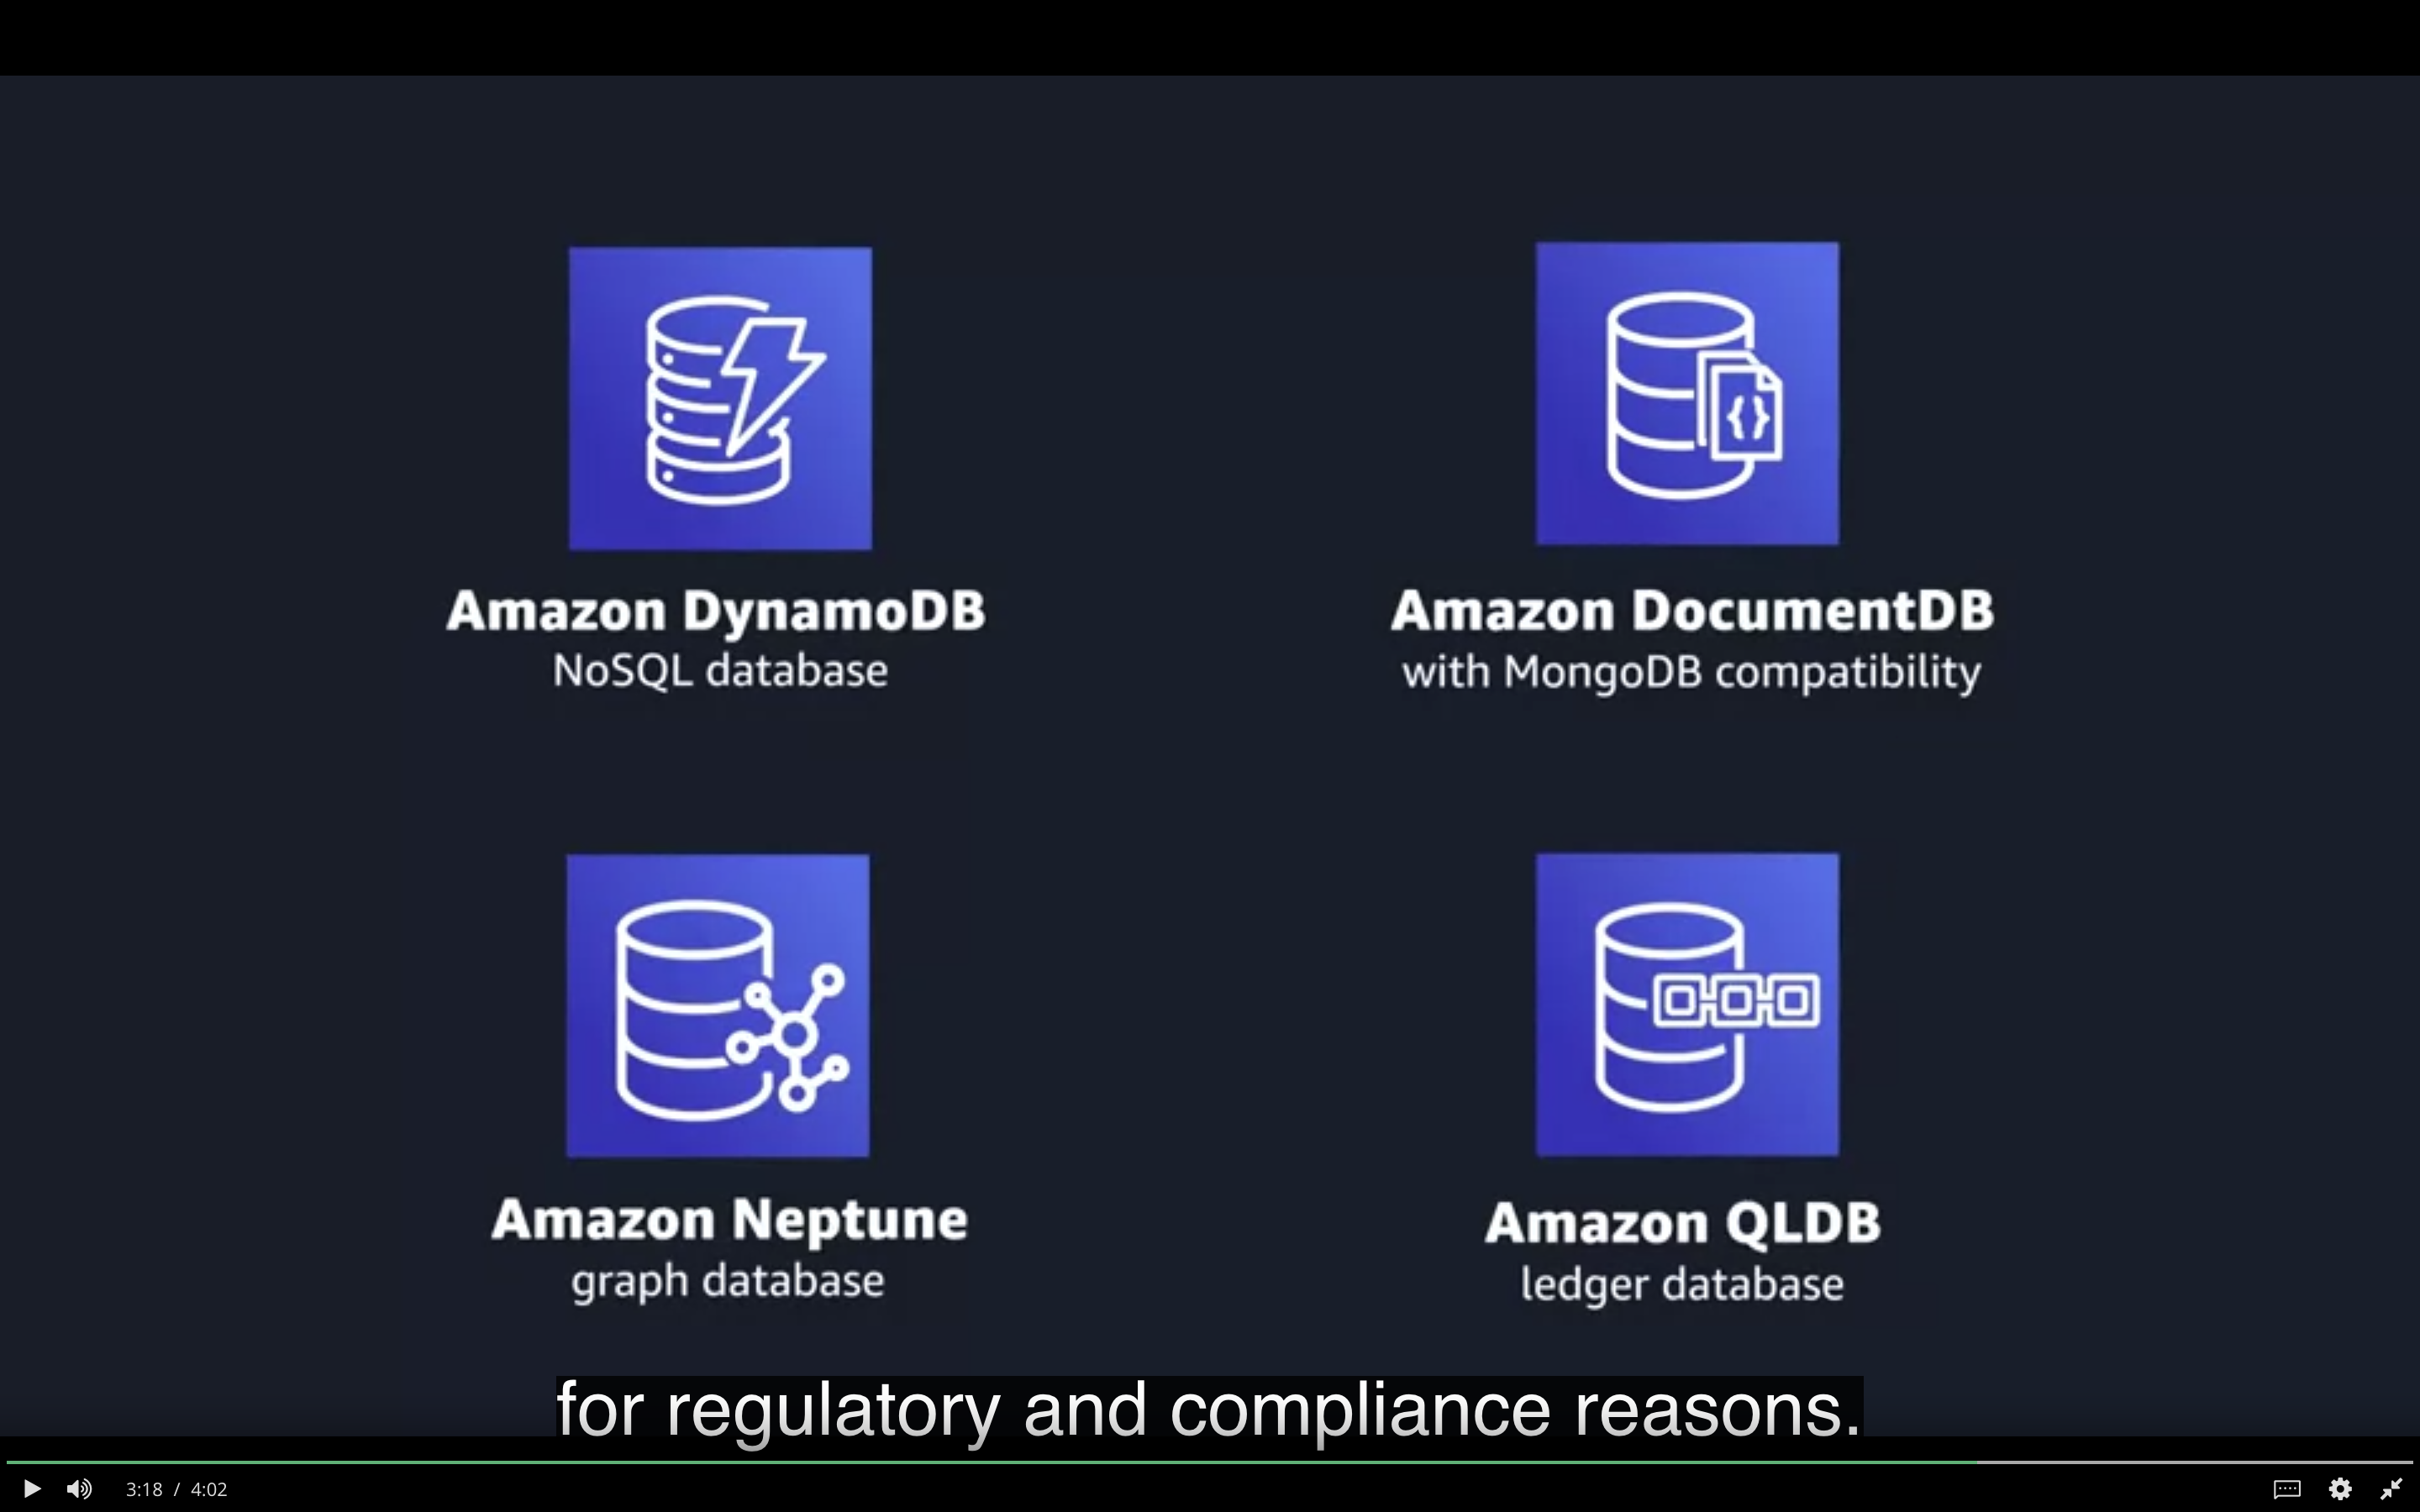 Amazon DynamoDB
NoSQL database
Amazon DocumentDB
with MongoDB compatibility
{}
Amazon Neptune
graph database
Amazon QLDB
ledger database
for regulatory and compliance reasons.
3:18 / 4:02